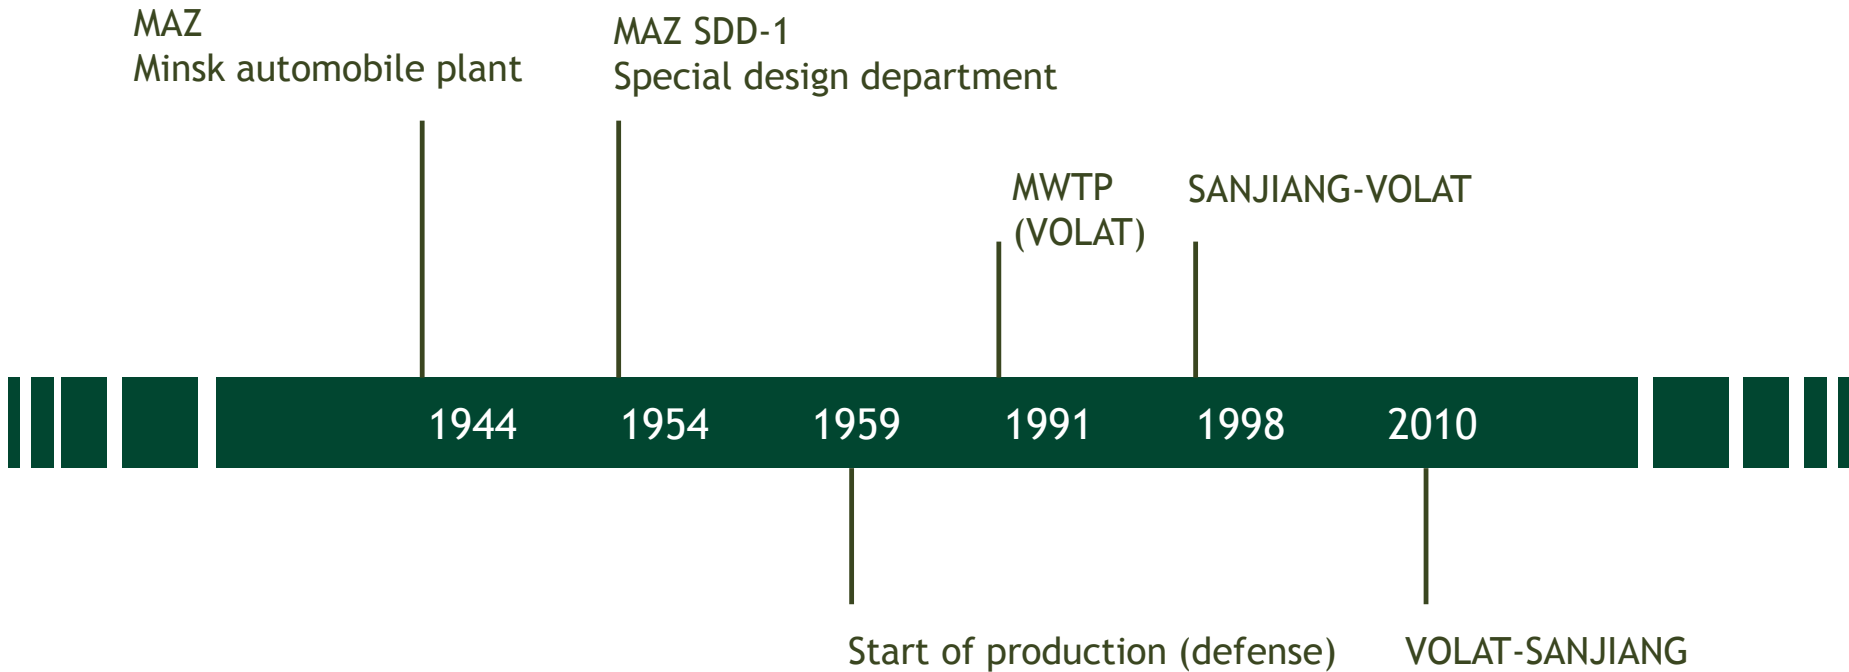 MAZ
Minsk automobile plant
MAZ SDD-1
Special design department
MWTP
(VOLAT)
SANJIANG-VOLAT
1944 1954 1959 1991 1998 2010
Start of production (defense)
VOLAT-SANJIANG